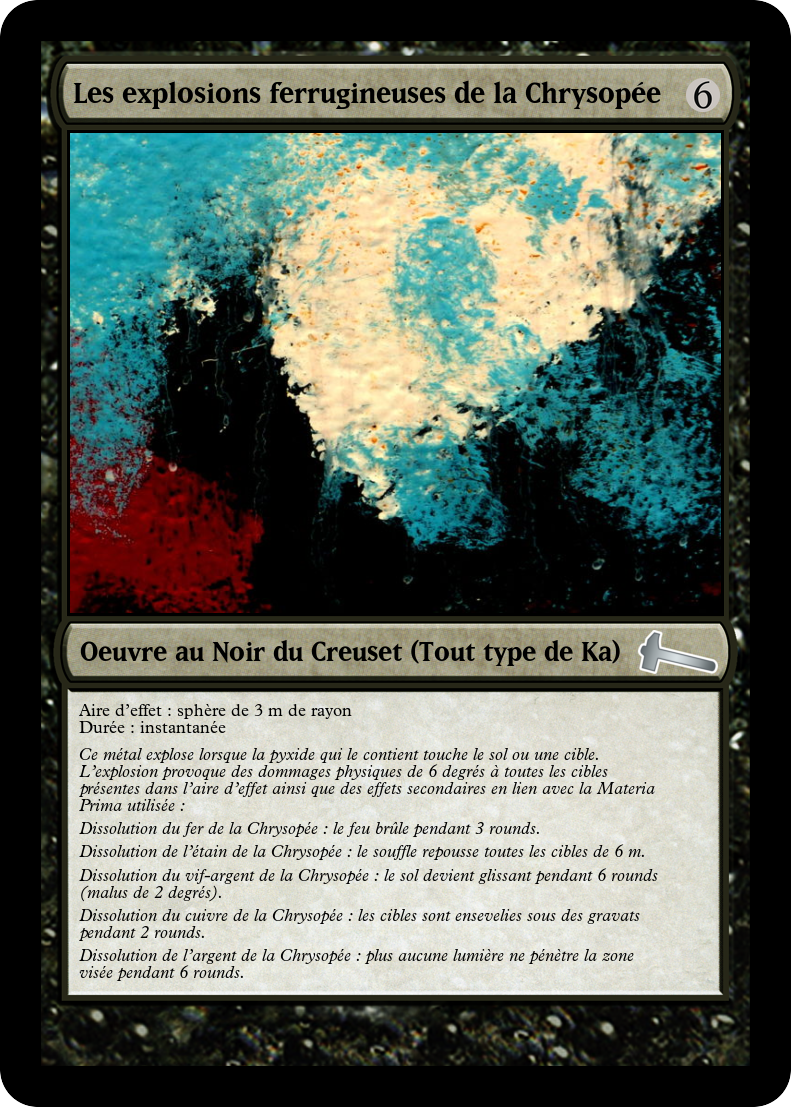 Les explosions ferrugineuses de la Chrysopée 6
Oeuvre au Noir du Creuset (Tout type de Ka)
Aire d'effet : sphère de 3 m de rayon
Durée : instantanée
Ce métal explose lorsque la pyxide qui le contient touche le sol ou une cible.
L'explosion provoque des dommages physiques de 6 degrés à toutes les cibles
présentes dans l'aire d'effet ainsi que des effets secondaires en lien avec la Materia
Prima utilisée :
Dissolution du fer de la Chrysopée : le feu brûle pendant 3 rounds.
Dissolution de l'étain de la Chrysopée : le souffle repousse toutes les cibles de 6 m.
Dissolution du vif-argent de la Chrysopée : le sol devient glissant pendant 6 rounds
(malus de 2 degrés).
Dissolution du cuivre de la Chrysopée : les cibles sont ensevelies sous des gravats
pendant 2 rounds.
Dissolution de l'argent de la Chrysopée : plus aucune lumière ne pénètre la zone
visée pendant 6 rounds.